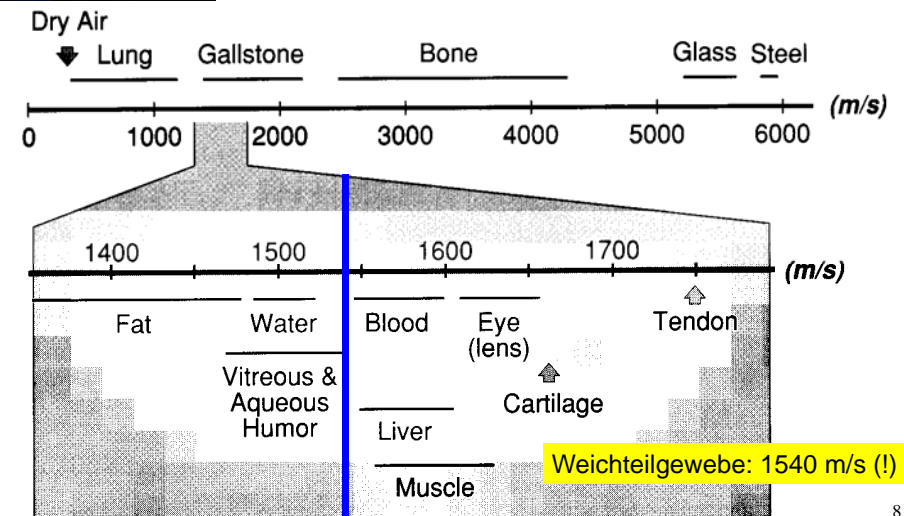 Dry Air
Lung Gallstone Bone Glass Steel
(m/s)
0 1000 2000 3000 4000 5000 6000
1400 1500 1600 1700
(m/s)
Fat Water Blood Eye Tendon
(lens)
Vitreous &
Aqueous
Humor
Cartilage
Liver
Weichteilgewebe: 1540 m/s (!)
Muscle
8